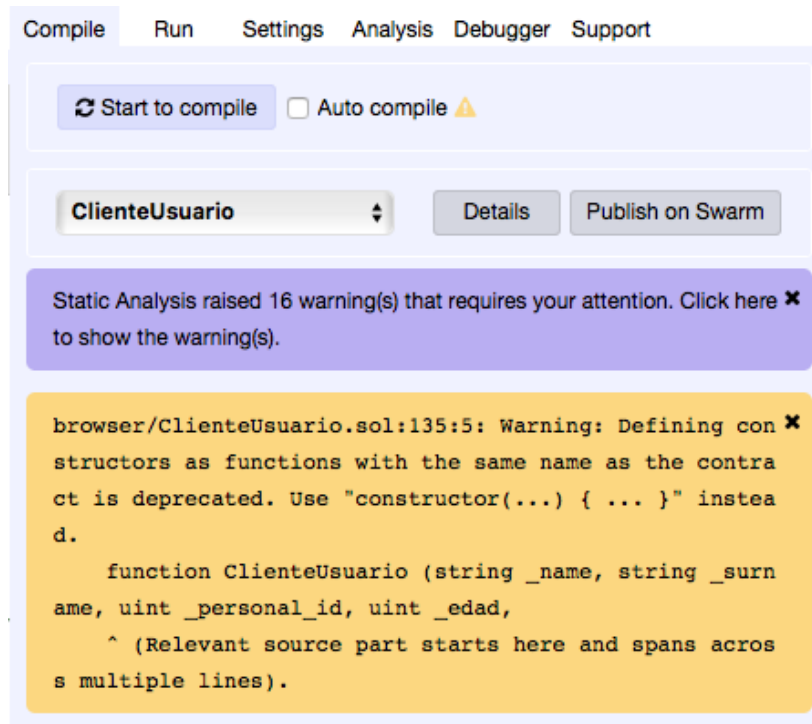 Compile Run Settings Analysis Debugger Support
Start to compile Auto compile
ClienteUsuario Details Publish on Swarm
Static Analysis raised 16 warning(s) that requires your attention. Click here
to show the warning(s).
browser/ClienteUsuario.sol:135:5: Warning: Defining con
structors as functions with the same name as the contra
ct is deprecated. Use "constructor(...) { ... }" instea
d.
    function ClienteUsuario (string _name, string _surn
ame, uint _personal_id, uint _edad,
    ^ (Relevant source part starts here and spans acros
s multiple lines).